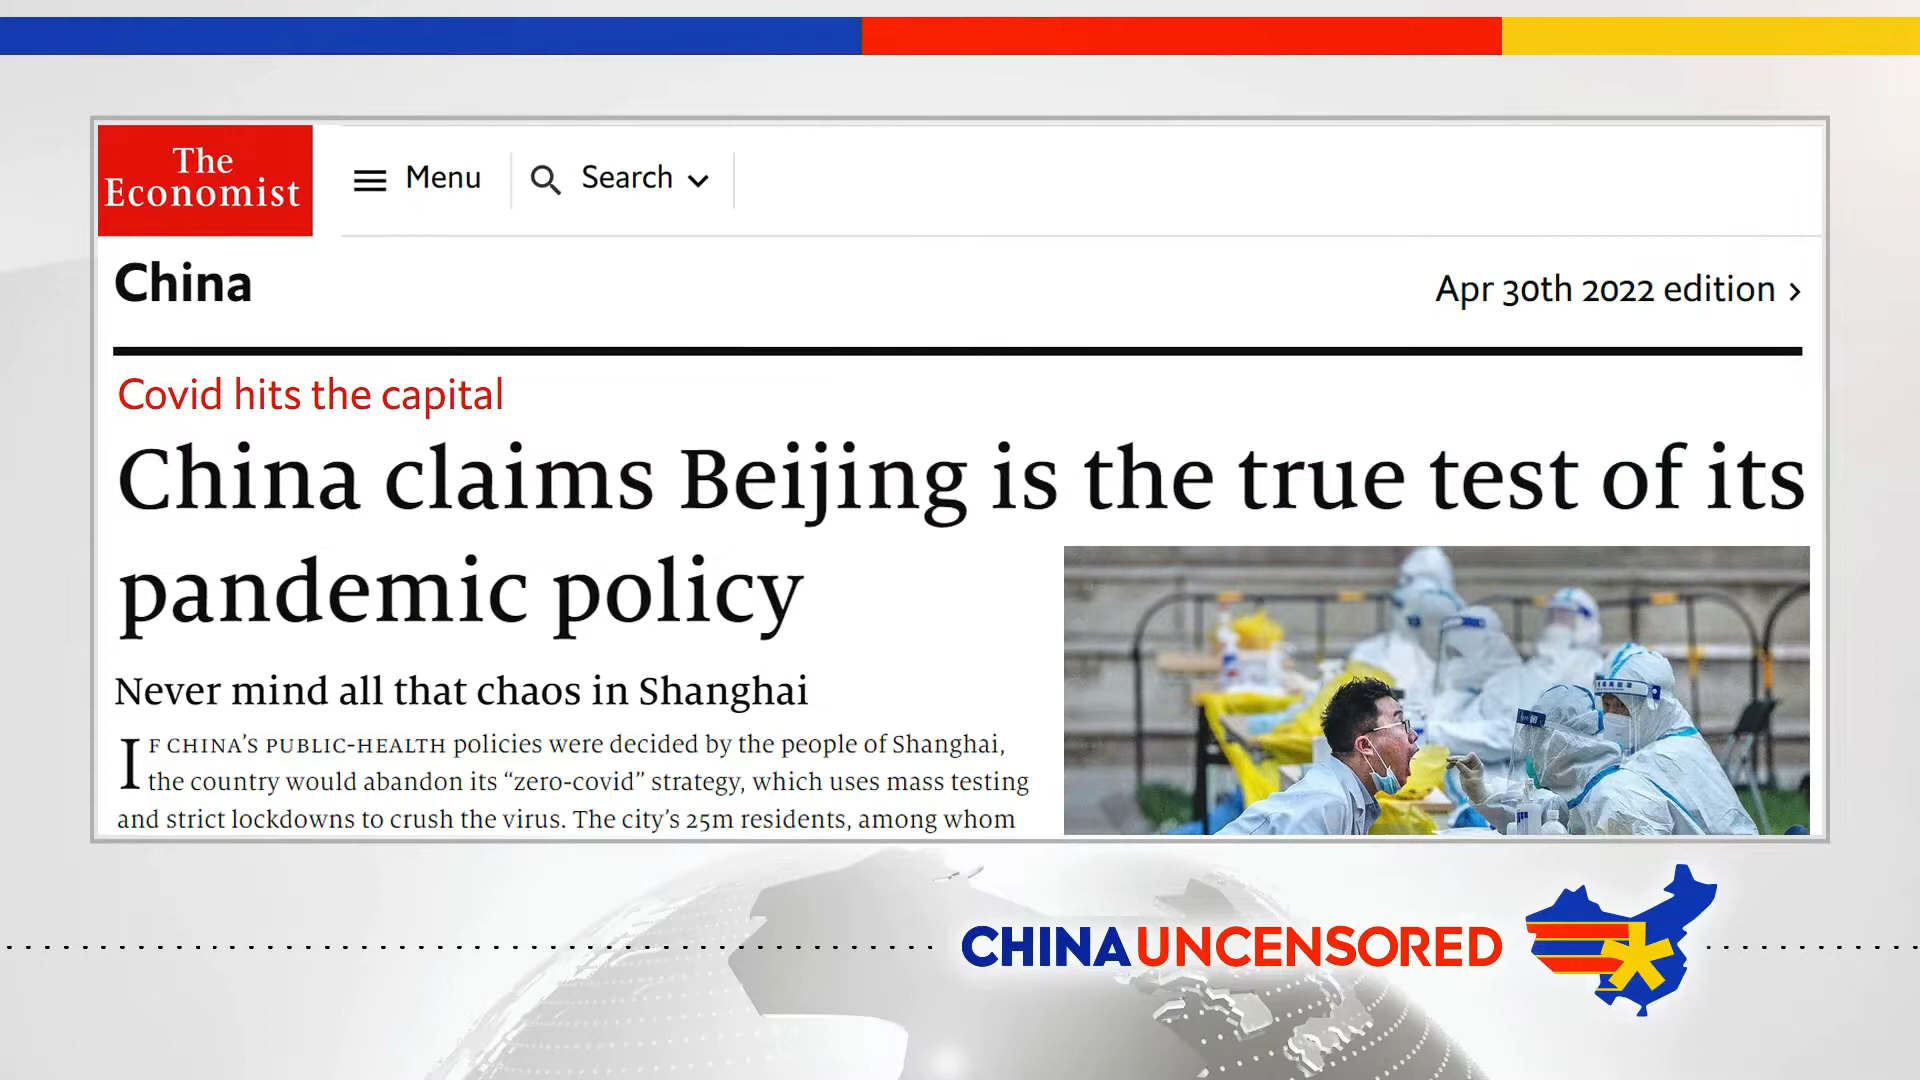 The
Economist
Menu
Search
China
Apr 30th 2022 edition
Covid hits the capital
China claims Beijing is the true test of its
pandemic policy
Never mind all that chaos in Shanghai
IF CHINA'S PUBLIC-HEALTH policies were decided by the people of Shanghai,
the country would abandon its “zero-covid” strategy, which uses mass testing
and strict lockdowns to crush the virus. The city's 25m residents, among whom
CHINAUNCENSORED